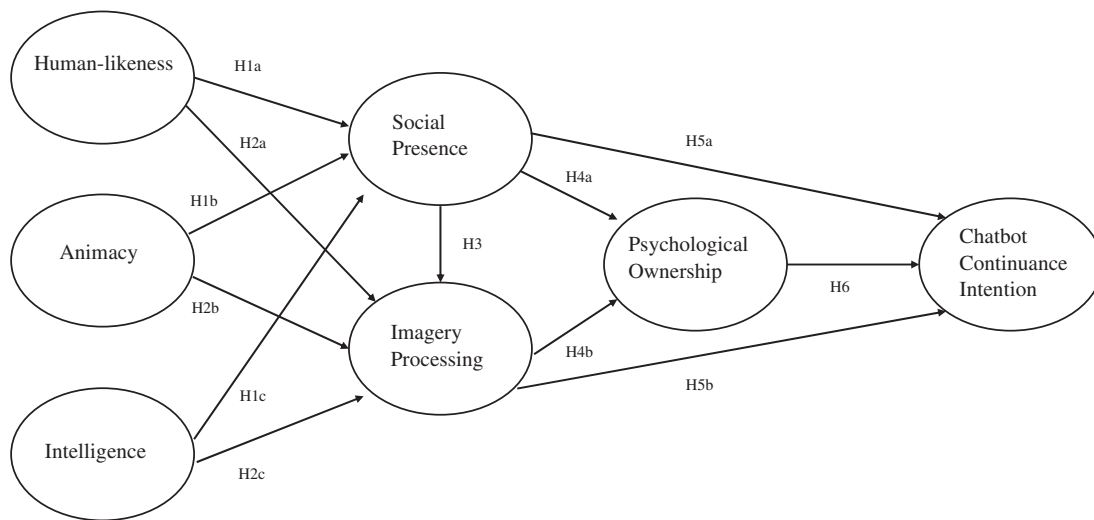 Human-likeness
H1a
Social
Presence
H2a
H5a
H4a
H1b
Animacy
H3
Psychological
Ownership
Chatbot
Continuance
Intention
H6
H2b
Imagery
Processing
H4b
H5b
H1c
Intelligence
H2c